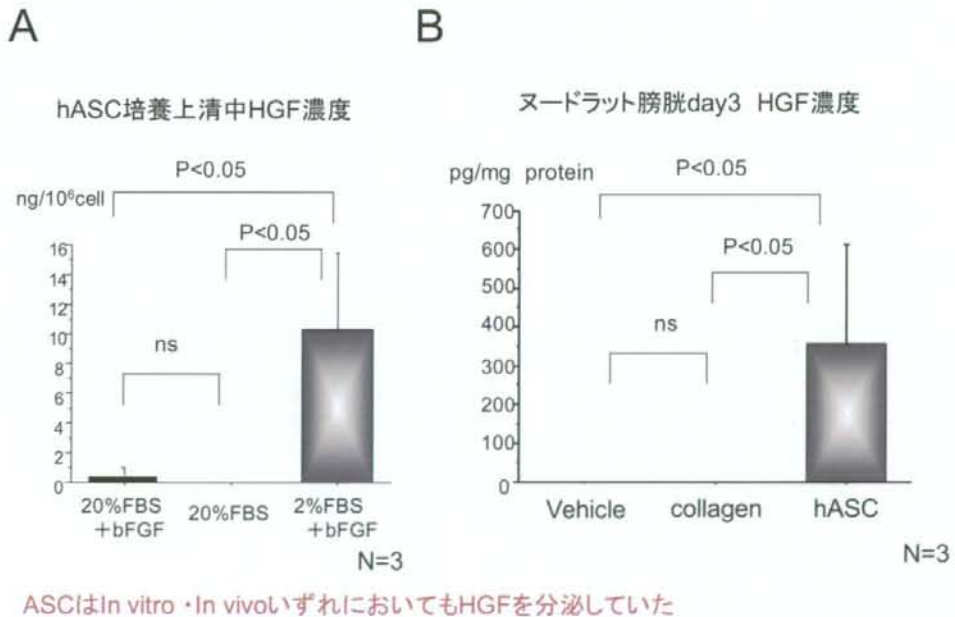 A
hASC培養上清中HGF濃度
P<0.05
ng/10⁶cell
P<0.05
ns
16
14
12
10
8
6
4
2
0
20%FBS
+bFGF
20%FBS
2%FBS
+bFGF
N=3
B
ヌードラット膀胱day3 HGF濃度
pg/mg protein
P<0.05
P<0.05
ns
700
600
500
400
300
200
100
0
Vehicle
collagen
hASC
N=3
ASCはIn vitro・In vivoいずれにおいてもHGFを分泌していた